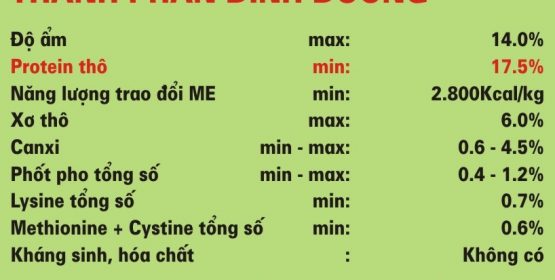 THÀNH PHẦN DINH DƯỠNG
Độ ẩm max: 14.0%
Protein thô min: 17.5%
Năng lượng trao đổi ME min: 2.800Kcal/kg
Xơ thô max: 6.0%
Canxi min - max: 0.6 - 4.5%
Phốt pho tổng số min - max: 0.4 - 1.2%
Lysine tổng số min: 0.7%
Methionine + Cystine tổng số min: 0.6%
Kháng sinh, hóa chất : Không có